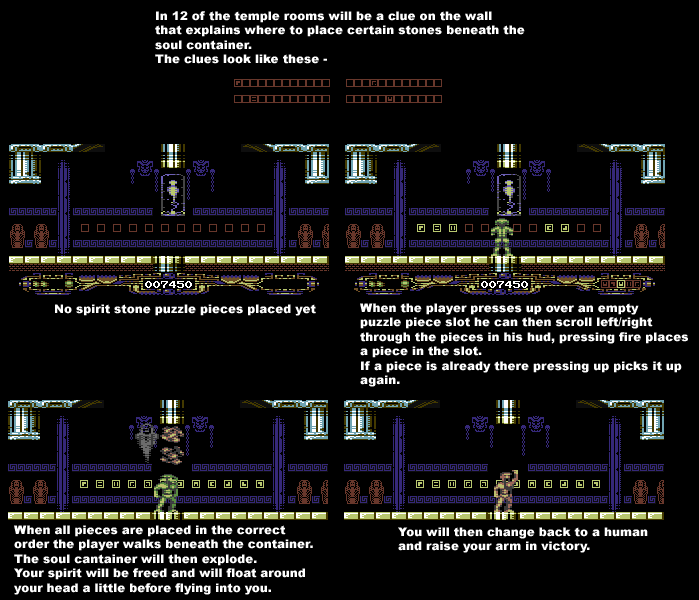 In 12 of the temple rooms will be a clue on the wall
that explains where to place certain stones beneath the
soul container.
The clues look like these -
007450
007450
No spirit stone puzzle pieces placed yet
When the player presses up over an empty
puzzle piece slot he can then scroll left/right
through the pieces in his hud, pressing fire places
a piece in the slot.
If a piece is already there pressing up picks it up
again.
When all pieces are placed in the correct
order the player walks beneath the container.
The soul cantainer will then explode.
Your spirit will be freed and will float around
your head a little before flying into you.
You will then change back to a human
and raise your arm in victory.